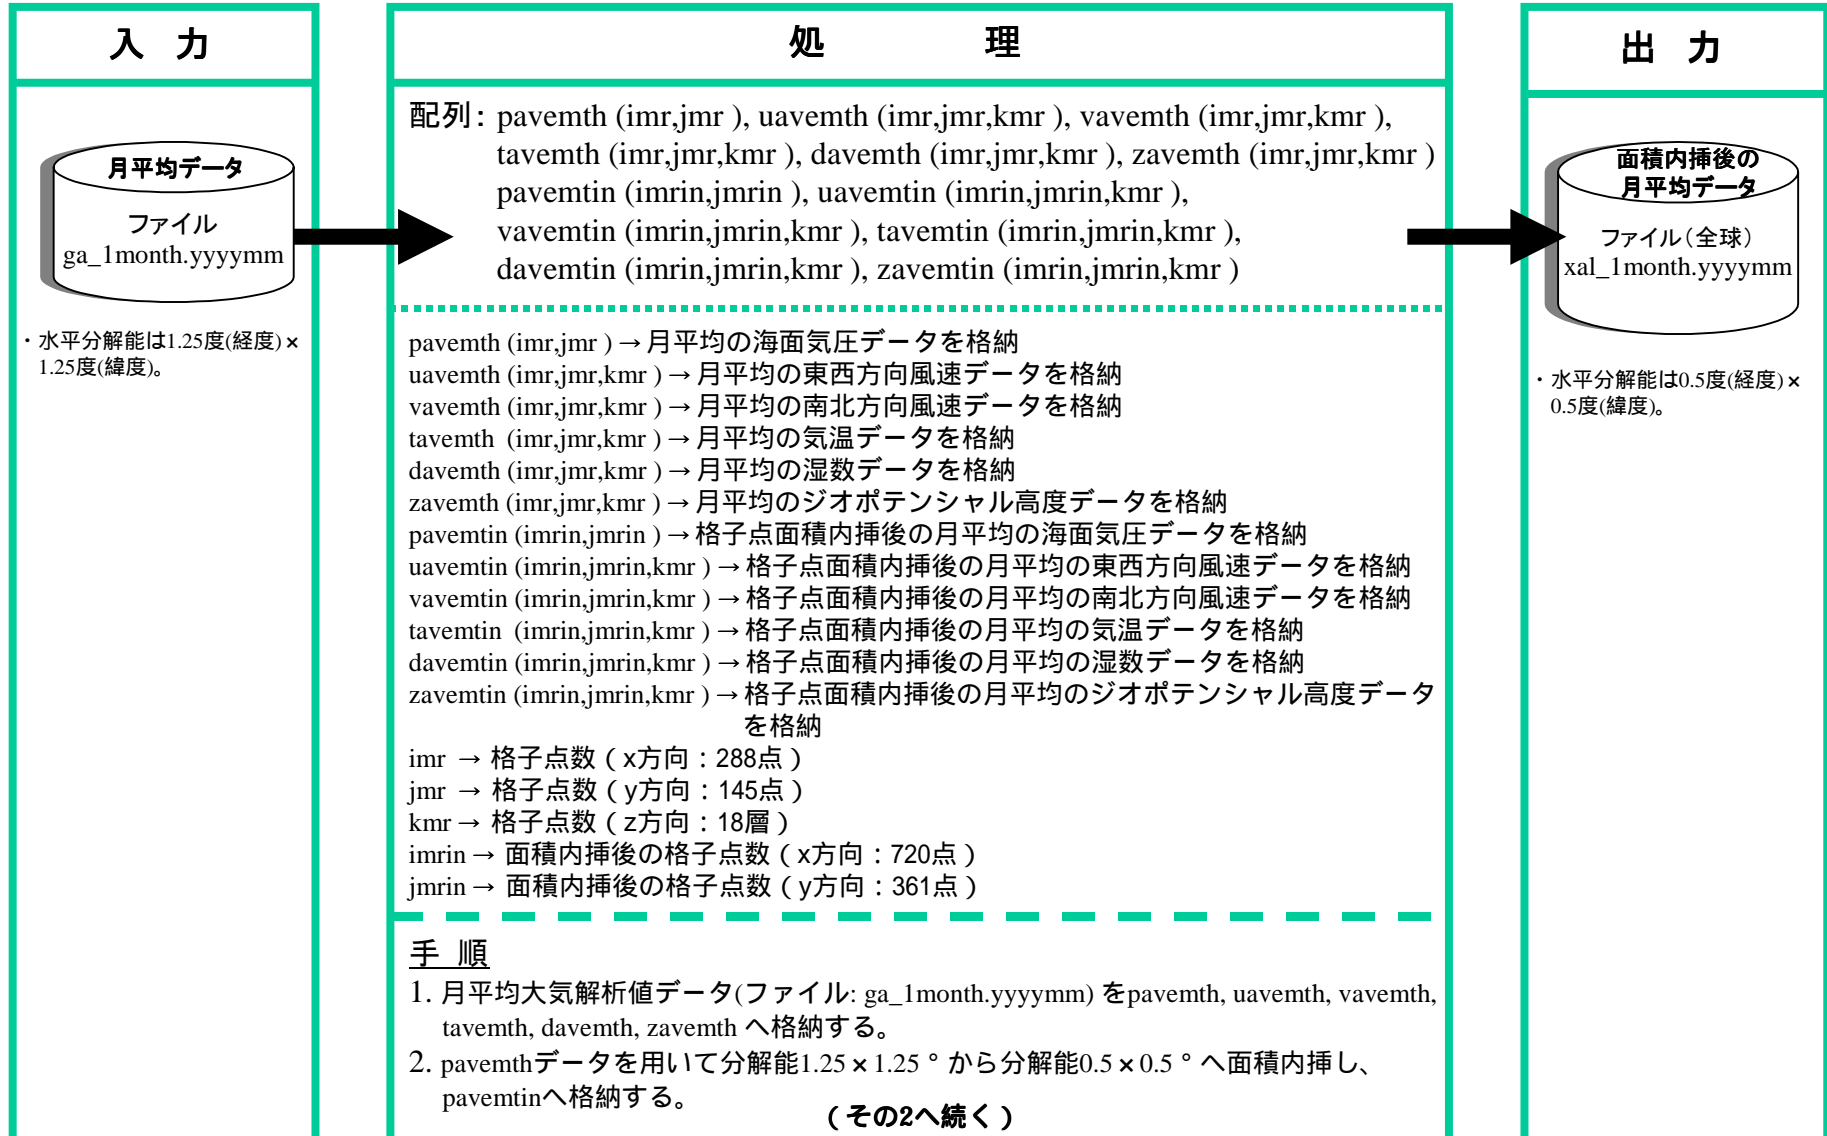 入 力
月平均データ
ファイル
ga_1month.yyyymm
・水平分解能は1.25度(経度)×
1.25度(緯度)。
処 理
配列: pavemth (imr,jmr ), uavemth (imr,jmr,kmr ), vavemth (imr,jmr,kmr ),
tavemth (imr,jmr,kmr ), davemth (imr,jmr,kmr ), zavemth (imr,jmr,kmr )
pavemtin (imrin,jmrin ), uavemtin (imrin,jmrin,kmr ),
vavemtin (imrin,jmrin,kmr ), tavemtin (imrin,jmrin,kmr ),
davemtin (imrin,jmrin,kmr ), zavemtin (imrin,jmrin,kmr )
pavemth (imr,jmr ) → 月平均の海面気圧データを格納
uavemth (imr,jmr,kmr ) → 月平均の東西方向風速データを格納
vavemth (imr,jmr,kmr ) → 月平均の南北方向風速データを格納
tavemth (imr,jmr,kmr ) → 月平均の気温データを格納
davemth (imr,jmr,kmr ) → 月平均の湿数データを格納
zavemth (imr,jmr,kmr ) → 月平均のジオポテンシャル高度データを格納
pavemtin (imrin,jmrin ) → 格子点面積内挿後の月平均の海面気圧データを格納
uavemtin (imrin,jmrin,kmr ) → 格子点面積内挿後の月平均の東西方向風速データを格納
vavemtin (imrin,jmrin,kmr ) → 格子点面積内挿後の月平均の南北方向風速データを格納
tavemtin (imrin,jmrin,kmr ) → 格子点面積内挿後の月平均の気温データを格納
davemtin (imrin,jmrin,kmr ) → 格子点面積内挿後の月平均の湿数データを格納
zavemtin (imrin,jmrin,kmr ) → 格子点面積内挿後の月平均のジオポテンシャル高度データ
を格納
imr → 格子点数(x方向:288点)
jmr → 格子点数(y方向:145点)
kmr → 格子点数(z方向:18層)
imrin → 面積内挿後の格子点数(x方向:720点)
jmrin → 面積内挿後の格子点数(y方向:361点)
手 順
1. 月平均大気解析値データ(ファイル: ga_1month.yyyymm) をpavemth, uavemth, vavemth,
tavemth, davemth, zavemth へ格納する。
2. pavemthデータを用いて分解能1.25×1.25°から分解能0.5×0.5°へ面積内挿し、
pavemtinへ格納する。
(その2へ続く)
出 力
面積内挿後の
月平均データ
ファイル(全球)
xal_1month.yyyymm
・水平分解能は0.5度(経度)×
0.5度(緯度)。